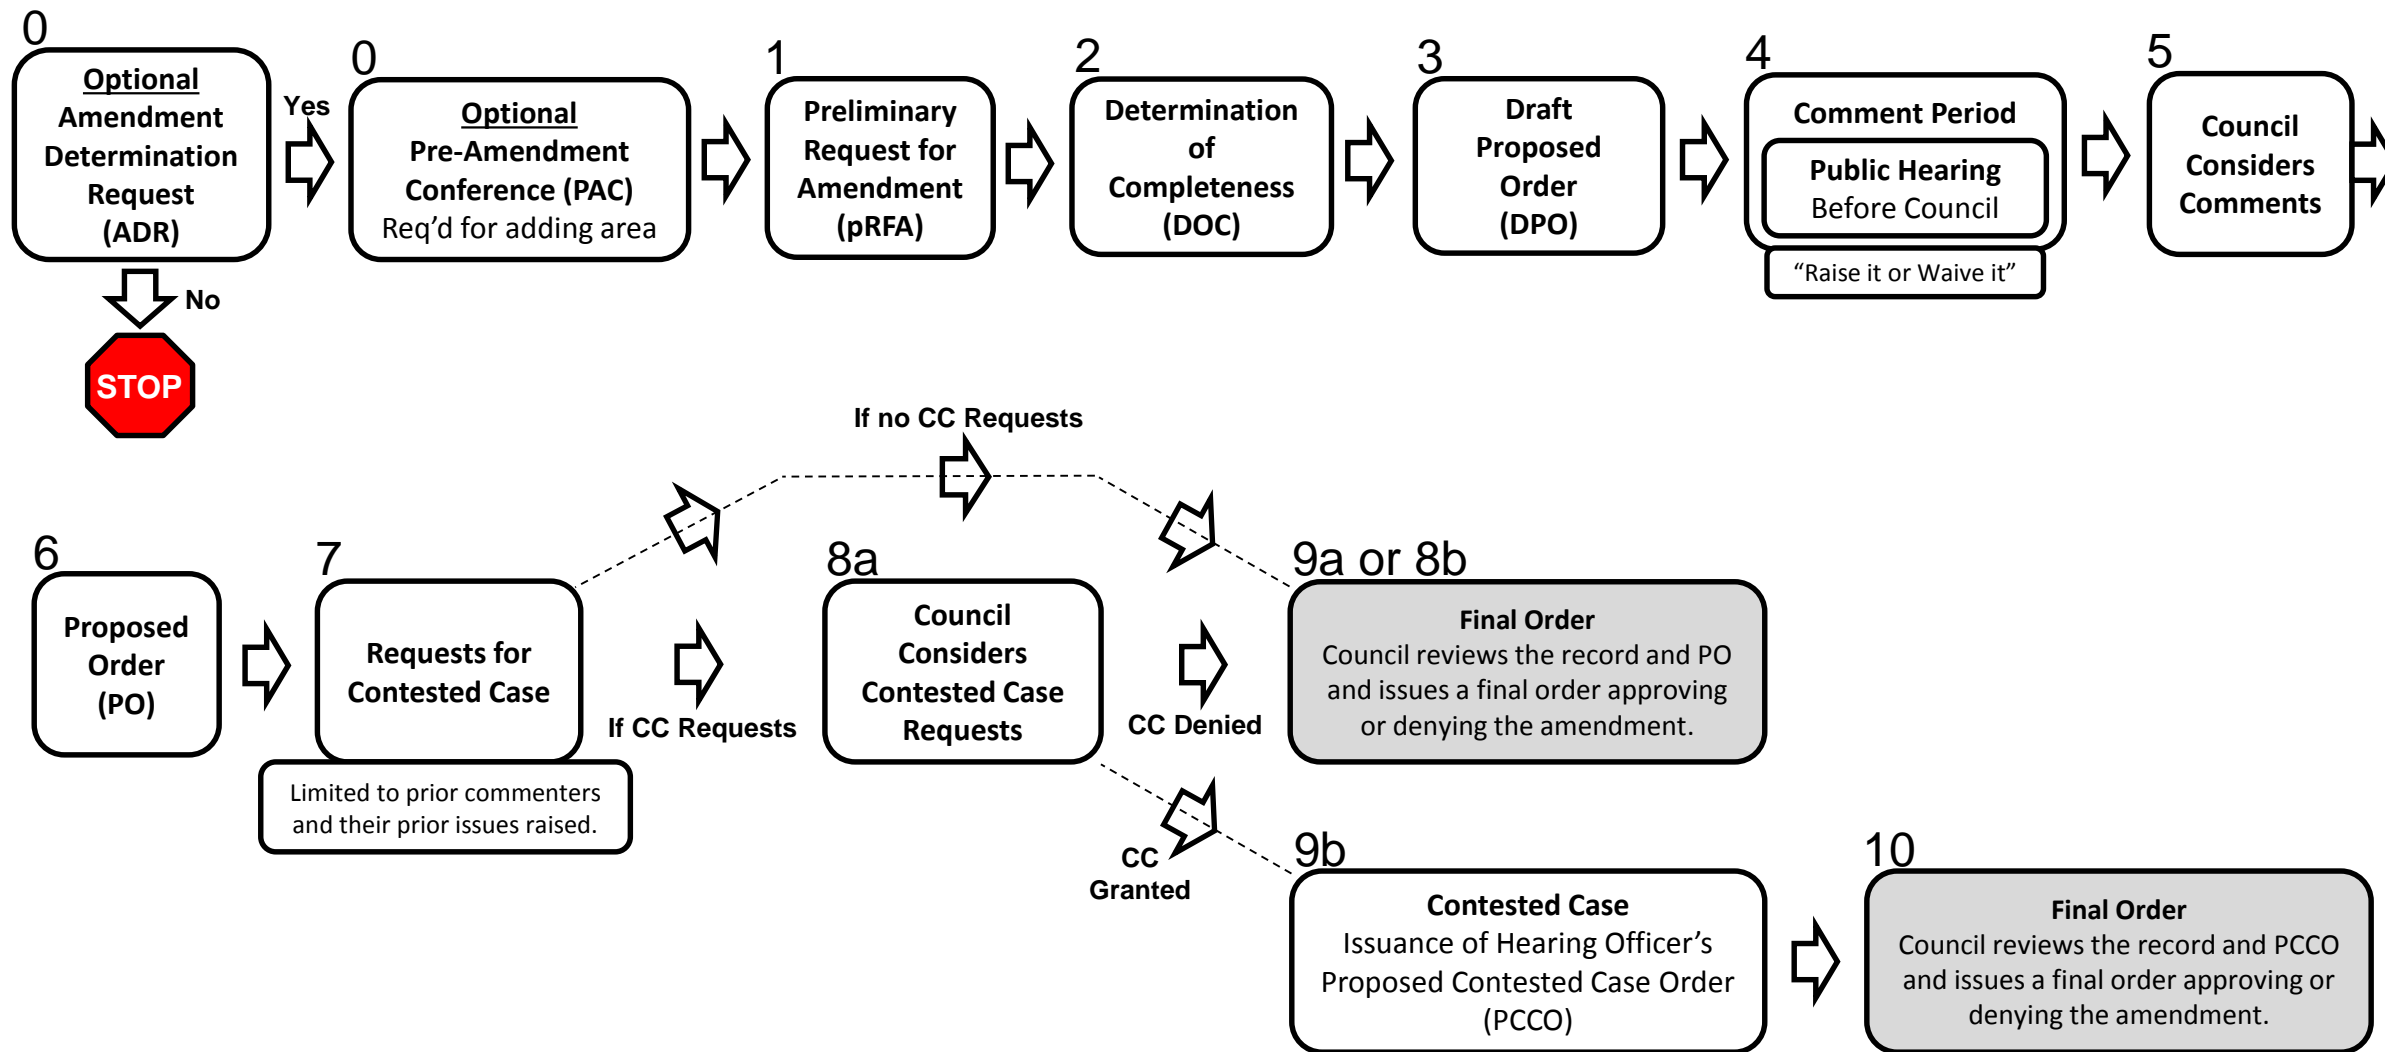 0
Optional
Amendment
Determination
Request
(ADR)
Yes
No
STOP
0
Optional
Pre-Amendment
Conference (PAC)
Req’d for adding area
1
Preliminary
Request for
Amendment
(pRFA)
2
Determination
of
Completeness
(DOC)
3
Draft
Proposed
Order
(DPO)
4
Comment Period
Public Hearing
Before Council
“Raise it or Waive it”
5
Council
Considers
Comments
6
Proposed
Order
(PO)
7
Requests for
Contested Case
Limited to prior commenters
and their prior issues raised.
If no CC Requests
If CC Requests
8a
Council
Considers
Contested Case
Requests
CC Denied
CC
Granted
9a or 8b
Final Order
Council reviews the record and PO
and issues a final order approving
or denying the amendment.
9b
Contested Case
Issuance of Hearing Officer’s
Proposed Contested Case Order
(PCCO)
10
Final Order
Council reviews the record and PCCO
and issues a final order approving or
denying the amendment.